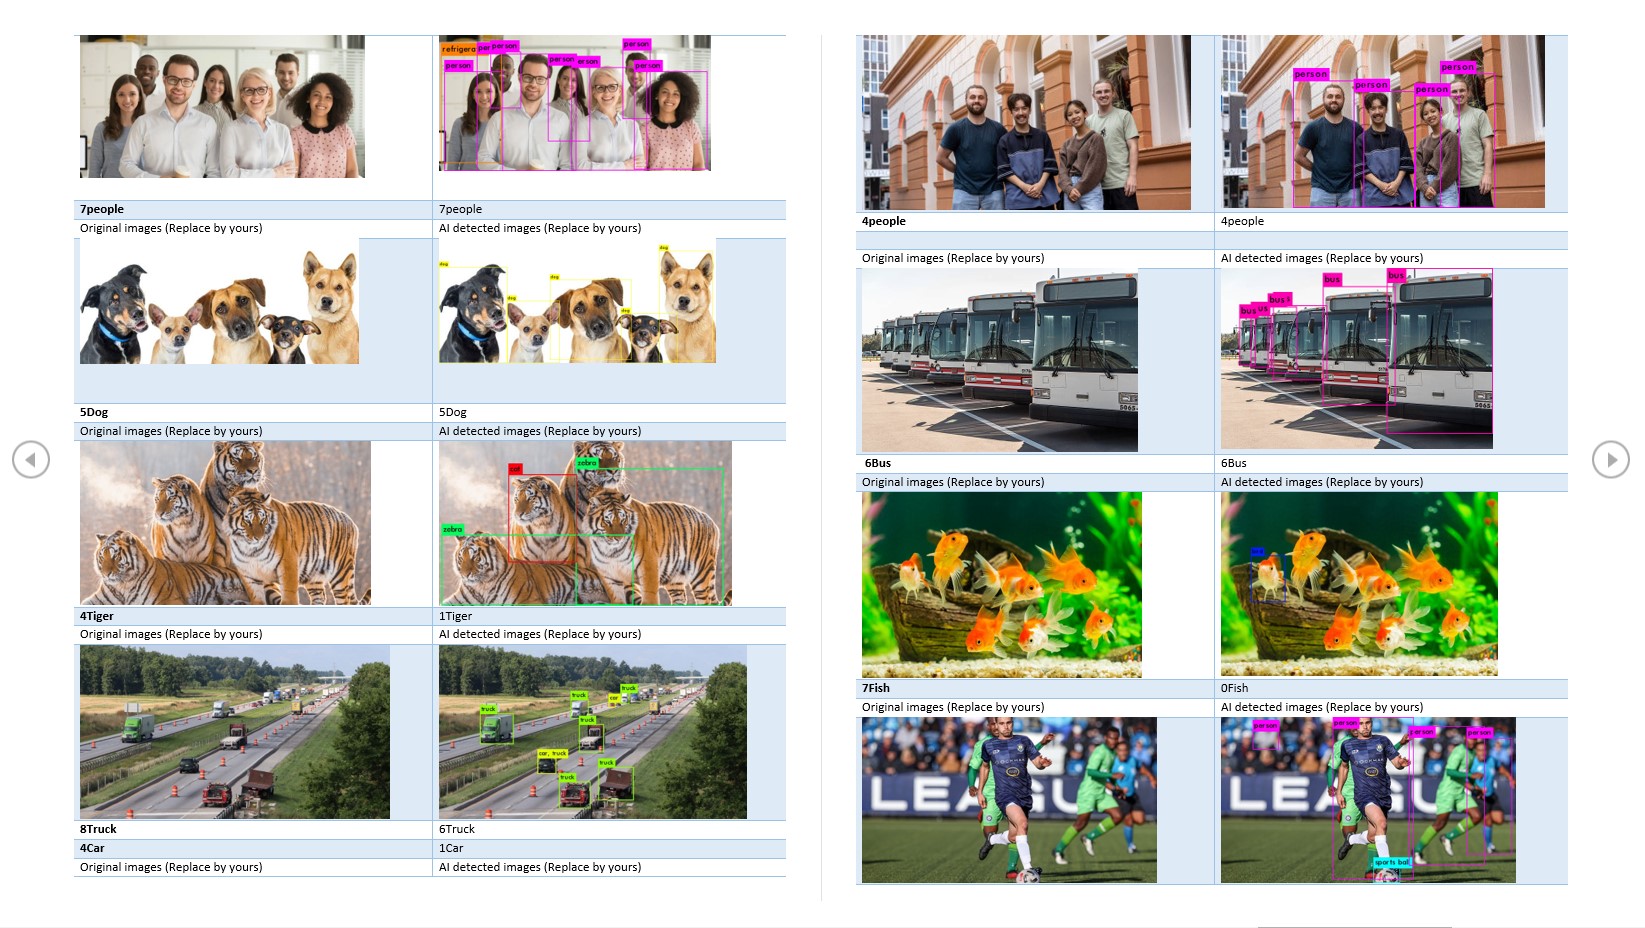 refrigera per person person
person person erson person
7people 7people
Original images (Replace by yours) AI detected images (Replace by yours)
dog
dog
dog
dog
dog
5Dog 5Dog
Original images (Replace by yours) AI detected images (Replace by yours)
zebra
zebra
4Tiger 1Tiger
Original images (Replace by yours) AI detected images (Replace by yours)
truck
truck car
truck
truck
car, truck
truck
truck
8Truck 6Truck
4Car 1Car
Original images (Replace by yours) AI detected images (Replace by yours)
person
person
person
person
4people 4people
Original images (Replace by yours) AI detected images (Replace by yours)
bus
bus
bus
bus us
6Bus 6Bus
Original images (Replace by yours) AI detected images (Replace by yours)
7Fish 0Fish
Original images (Replace by yours) AI detected images (Replace by yours)
person person
person person
LEAGU LEAGU
sports bal